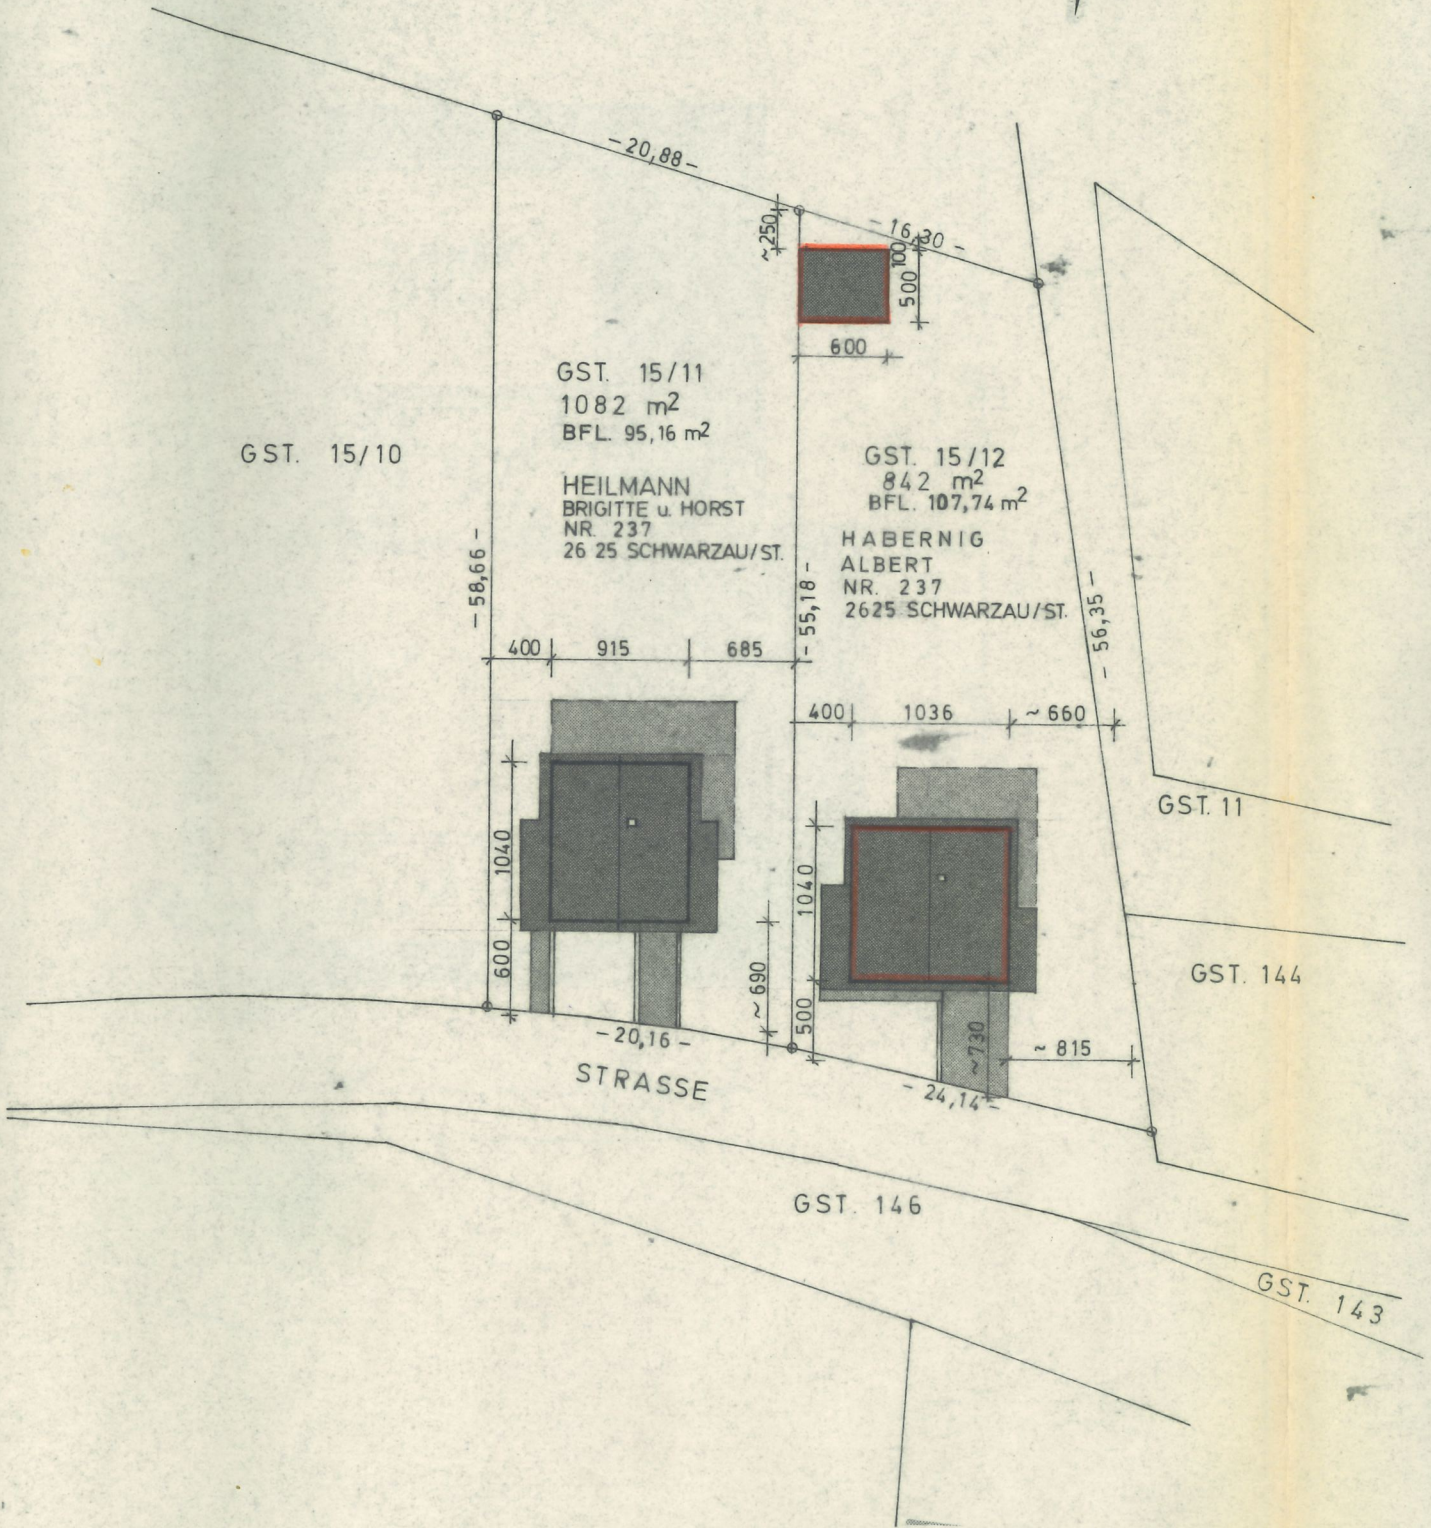 -20,88-
~250
-16,30-
100
500
600
GST. 15/11
1082 m²
BFL. 95,16 m²
GST. 15/10
GST. 15/12
842 m²
BFL. 107,74 m²
HEILMANN
BRIGITTE u. HORST
NR. 237
26 25 SCHWARZAU/ST.
HABERNIG
ALBERT
NR. 237
2625 SCHWARZAU/ST.
-58,66-
-55,18-
-56,35-
400 915 685
400 1036 ~660
GST. 11
1040
1040
600
~690
500
~730
~815
GST. 144
-20,16-
STRASSE
-24,14-
GST. 146
GST. 143